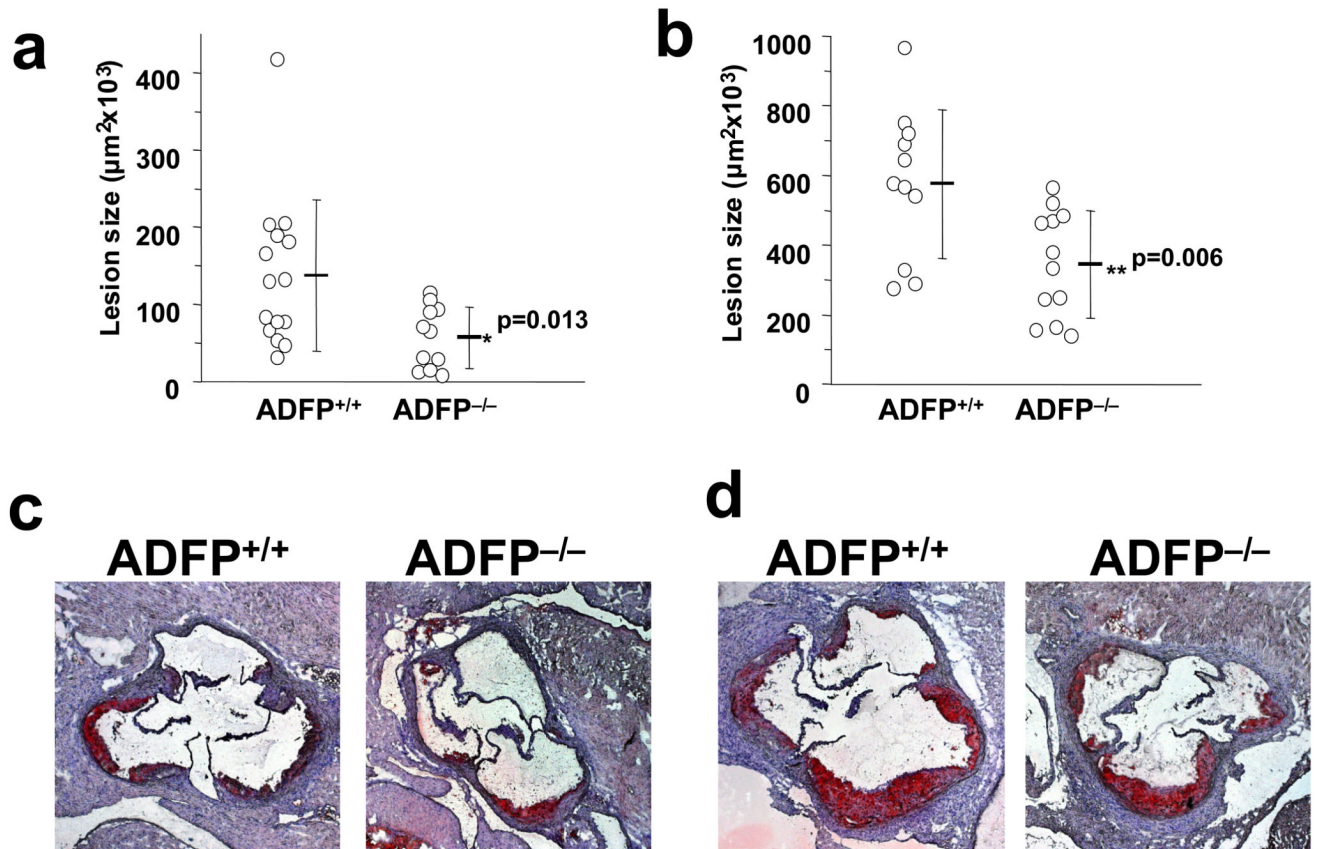 a
Lesion size (µm²x10³)
400
300
200
100
0
ADFP⁺/⁺
ADFP⁻/⁻
* p=0.013
b
Lesion size (µm²x10³)
1000
800
600
400
200
0
ADFP⁺/⁺
ADFP⁻/⁻
** p=0.006
c
ADFP⁺/⁺
ADFP⁻/⁻
d
ADFP⁺/⁺
ADFP⁻/⁻